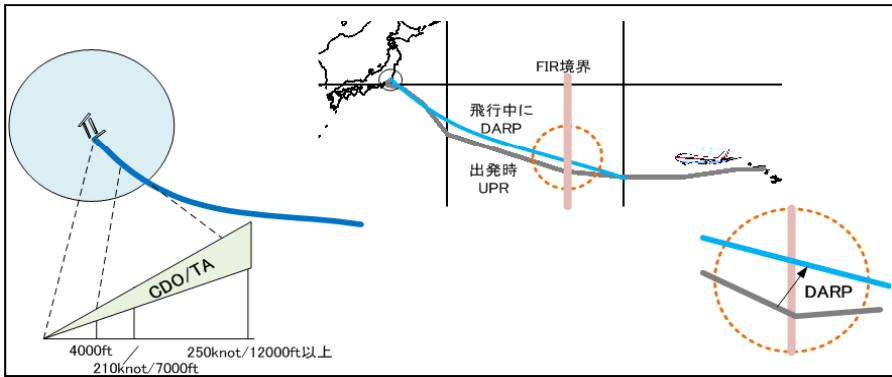 FIR境界
飛行中に
DARP
出発時
UPR
CDO/TA
4000ft
250knot/12000ft以上
210knot/7000ft
DARP